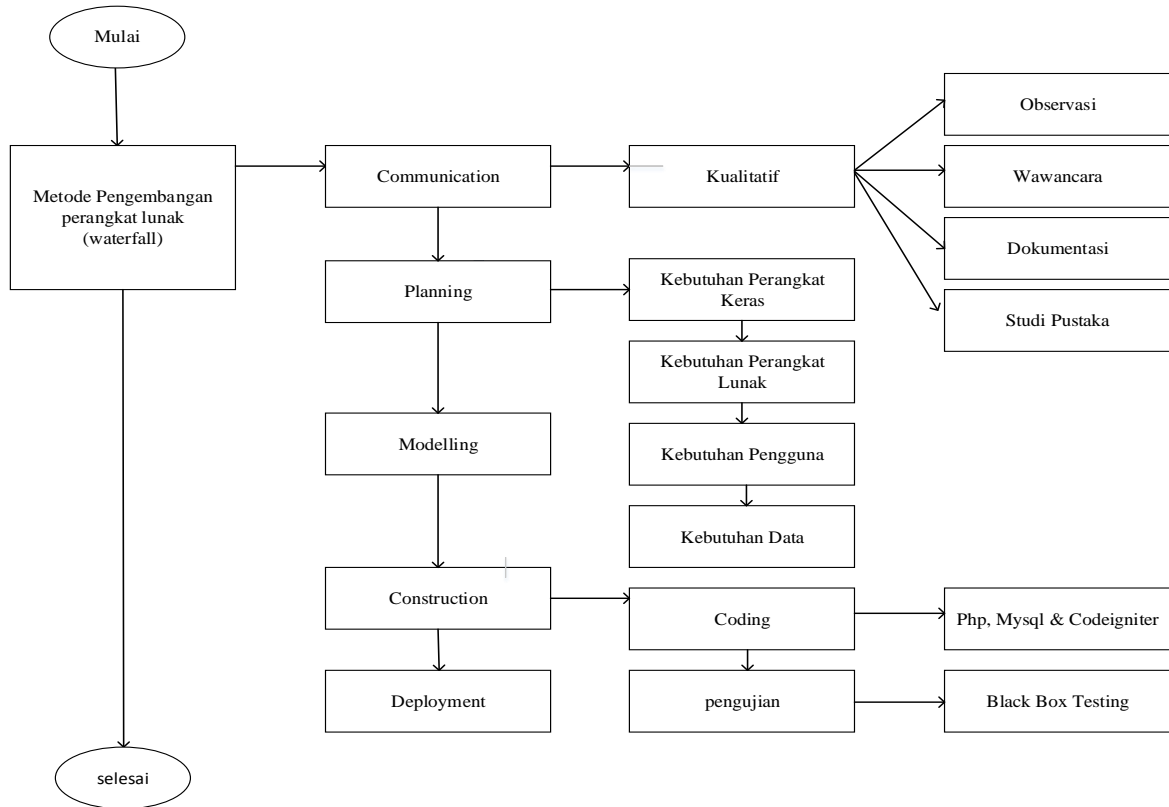 Mulai
Metode Pengembangan
perangkat lunak
(waterfall)
Communication
Kualitatif
Observasi
Wawancara
Dokumentasi
Studi Pustaka
Planning
Kebutuhan Perangkat
Keras
Kebutuhan Perangkat
Lunak
Kebutuhan Pengguna
Kebutuhan Data
Modelling
Construction
Coding
Php, Mysql & Codeigniter
pengujian
Black Box Testing
Deployment
selesai